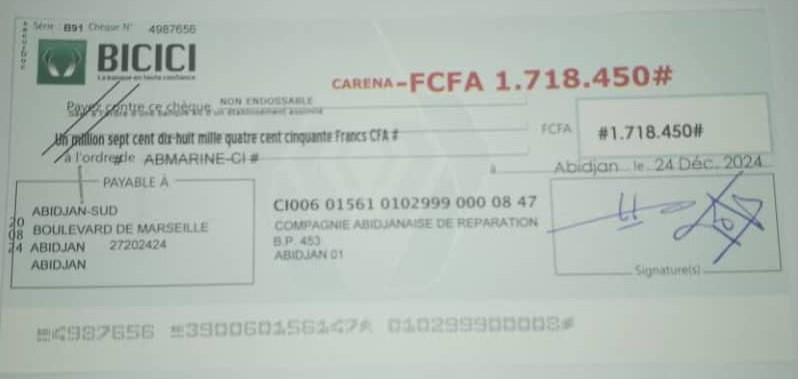 Série B91 Chèque N° 4987656
BICICI
La banque en toute confiance
CARENA-FCFA 1.718.450#
Payez contre ce chèque NON ENDOSSABLE
Un million sept cent dix-huit mille quatre cent cinquante Francs CFA #
FCFA #1.718.450#
à l'ordre de ABMARINE-CI #
à Abidjan le 24 Déc. 2024
PAYABLE À
ABIDJAN-SUD
BOULEVARD DE MARSEILLE
ABIDJAN 27202424
ABIDJAN
20
08
24
CI006 01561 0102999 000 08 47
COMPAGNIE ABIDJANAISE DE REPARATION
B.P. 453
ABIDJAN 01
Signature(s)
4987656 39006015614 010299900008